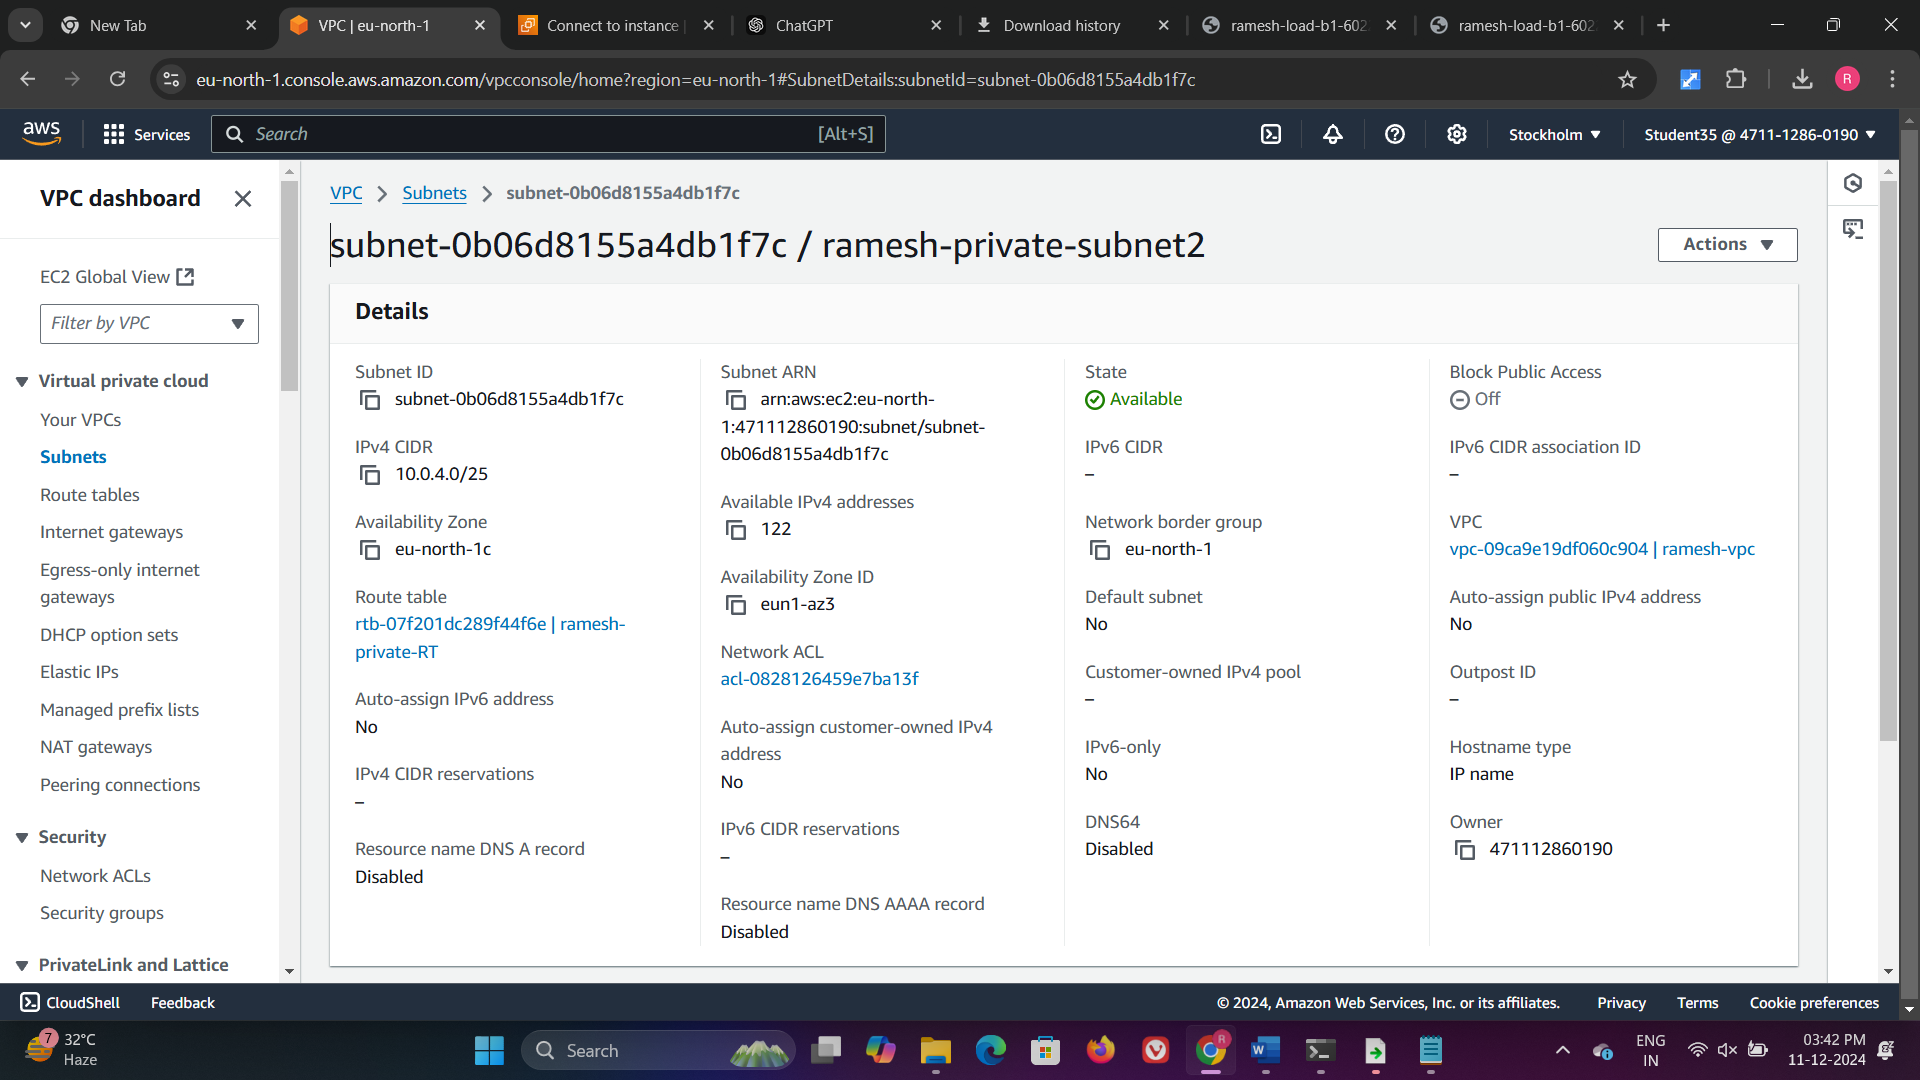 New Tab
VPC | eu-north-1
Connect to instance
ChatGPT
Download history
ramesh-load-b1-602
ramesh-load-b1-602
eu-north-1.console.aws.amazon.com/vpcconsole/home?region=eu-north-1#SubnetDetails:subnetId=subnet-0b06d8155a4db1f7c
R
aws
Services
Search
[Alt+S]
Stockholm
Student35 @ 4711-1286-0190
VPC dashboard
EC2 Global View
Filter by VPC
Virtual private cloud
Your VPCs
Subnets
Route tables
Internet gateways
Egress-only internet
gateways
DHCP option sets
Elastic IPs
Managed prefix lists
NAT gateways
Peering connections
Security
Network ACLs
Security groups
PrivateLink and Lattice
VPC
Subnets
subnet-0b06d8155a4db1f7c
subnet-0b06d8155a4db1f7c / ramesh-private-subnet2
Actions
Details
Subnet ID
subnet-0b06d8155a4db1f7c
IPv4 CIDR
10.0.4.0/25
Availability Zone
eu-north-1c
Route table
rtb-07f201dc289f44f6e | ramesh-
private-RT
Auto-assign IPv6 address
No
IPv4 CIDR reservations
–
Resource name DNS A record
Disabled
Subnet ARN
arn:aws:ec2:eu-north-
1:471112860190:subnet/subnet-
0b06d8155a4db1f7c
Available IPv4 addresses
122
Availability Zone ID
eun1-az3
Network ACL
acl-0828126459e7ba13f
Auto-assign customer-owned IPv4
address
No
IPv6 CIDR reservations
–
Resource name DNS AAAA record
Disabled
State
Available
IPv6 CIDR
–
Network border group
eu-north-1
Default subnet
No
Customer-owned IPv4 pool
–
IPv6-only
No
DNS64
Disabled
Block Public Access
Off
IPv6 CIDR association ID
–
VPC
vpc-09ca9e19df060c904 | ramesh-vpc
Auto-assign public IPv4 address
No
Outpost ID
–
Hostname type
IP name
Owner
471112860190
CloudShell
Feedback
© 2024, Amazon Web Services, Inc. or its affiliates.
Privacy
Terms
Cookie preferences
7
32°C
Haze
Search
R
W
ENG
IN
03:42 PM
11-12-2024